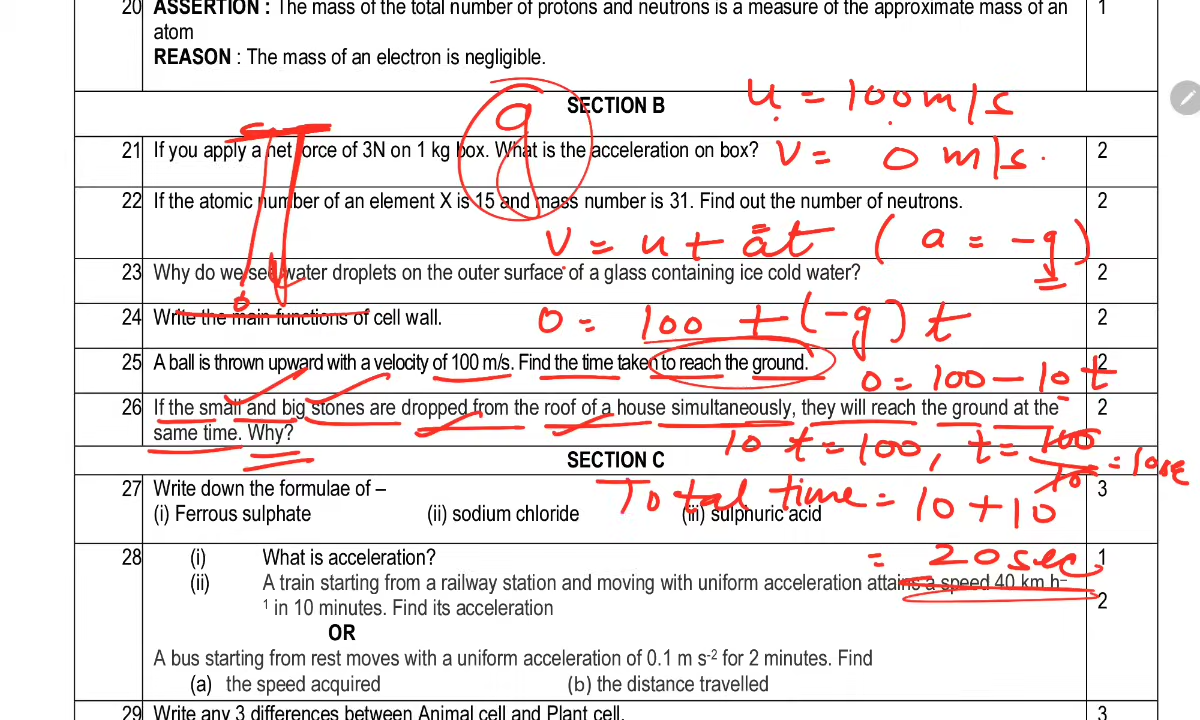 20 ASSERTION : The mass of the total number of protons and neutrons is a measure of the approximate mass of an 1
atom
REASON : The mass of an electron is negligible.
u = 100 m/s
SECTION B
g
21 If you apply a net force of 3N on 1 kg box. What is the acceleration on box? 2
v = 0 m/s.
22 If the atomic number of an element X is 15 and mass number is 31. Find out the number of neutrons. 2
v = u + at (a = -g)
23 Why do we see water droplets on the outer surface of a glass containing ice cold water? 2
24 Write the main functions of cell wall. 2
0 = 100 + (-g) t
25 A ball is thrown upward with a velocity of 100 m/s. Find the time taken to reach the ground. 2
0 = 100 - 10 t
26 If the small and big stones are dropped from the roof of a house simultaneously, they will reach the ground at the 2
same time. Why?
10 t = 100, t = 100/10 = 10 sec
SECTION C
27 Write down the formulae of – 3
Total time = 10 + 10
(i) Ferrous sulphate (ii) sodium chloride (iii) sulphuric acid
= 20 sec.
28 (i) What is acceleration? 1
(ii) A train starting from a railway station and moving with uniform acceleration attains a speed 40 km h–
1 in 10 minutes. Find its acceleration 2
OR
A bus starting from rest moves with a uniform acceleration of 0.1 m s-2 for 2 minutes. Find
(a) the speed acquired (b) the distance travelled
29 Write any 3 differences between Animal cell and Plant cell. 3